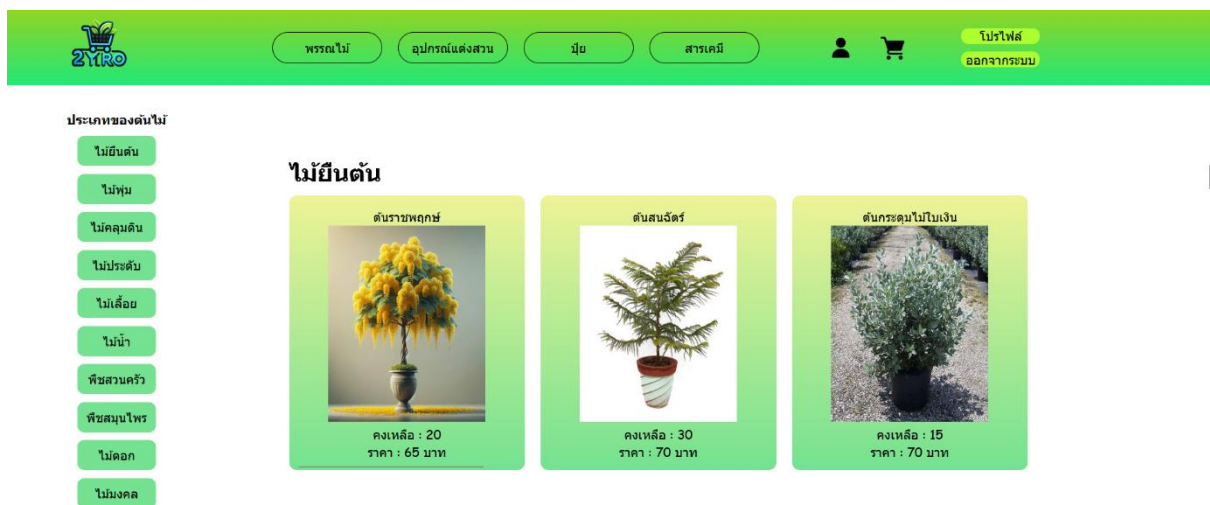 2YRO
พรรณไม้
อุปกรณ์แต่งสวน
ปุ๋ย
สารเคมี
โปรไฟล์
ออกจากระบบ
ประเภทของต้นไม้
ไม้ยืนต้น
ไม้พุ่ม
ไม้คลุมดิน
ไม้ประดับ
ไม้เลื้อย
ไม้น้ำ
พืชสวนครัว
พืชสมุนไพร
ไม้ดอก
ไม้มงคล
ไม้ยืนต้น
ต้นราชพฤกษ์
คงเหลือ : 20
ราคา : 65 บาท
ต้นสนฉัตร์
คงเหลือ : 30
ราคา : 70 บาท
ต้นกระดุมไม้ใบเงิน
คงเหลือ : 15
ราคา : 70 บาท